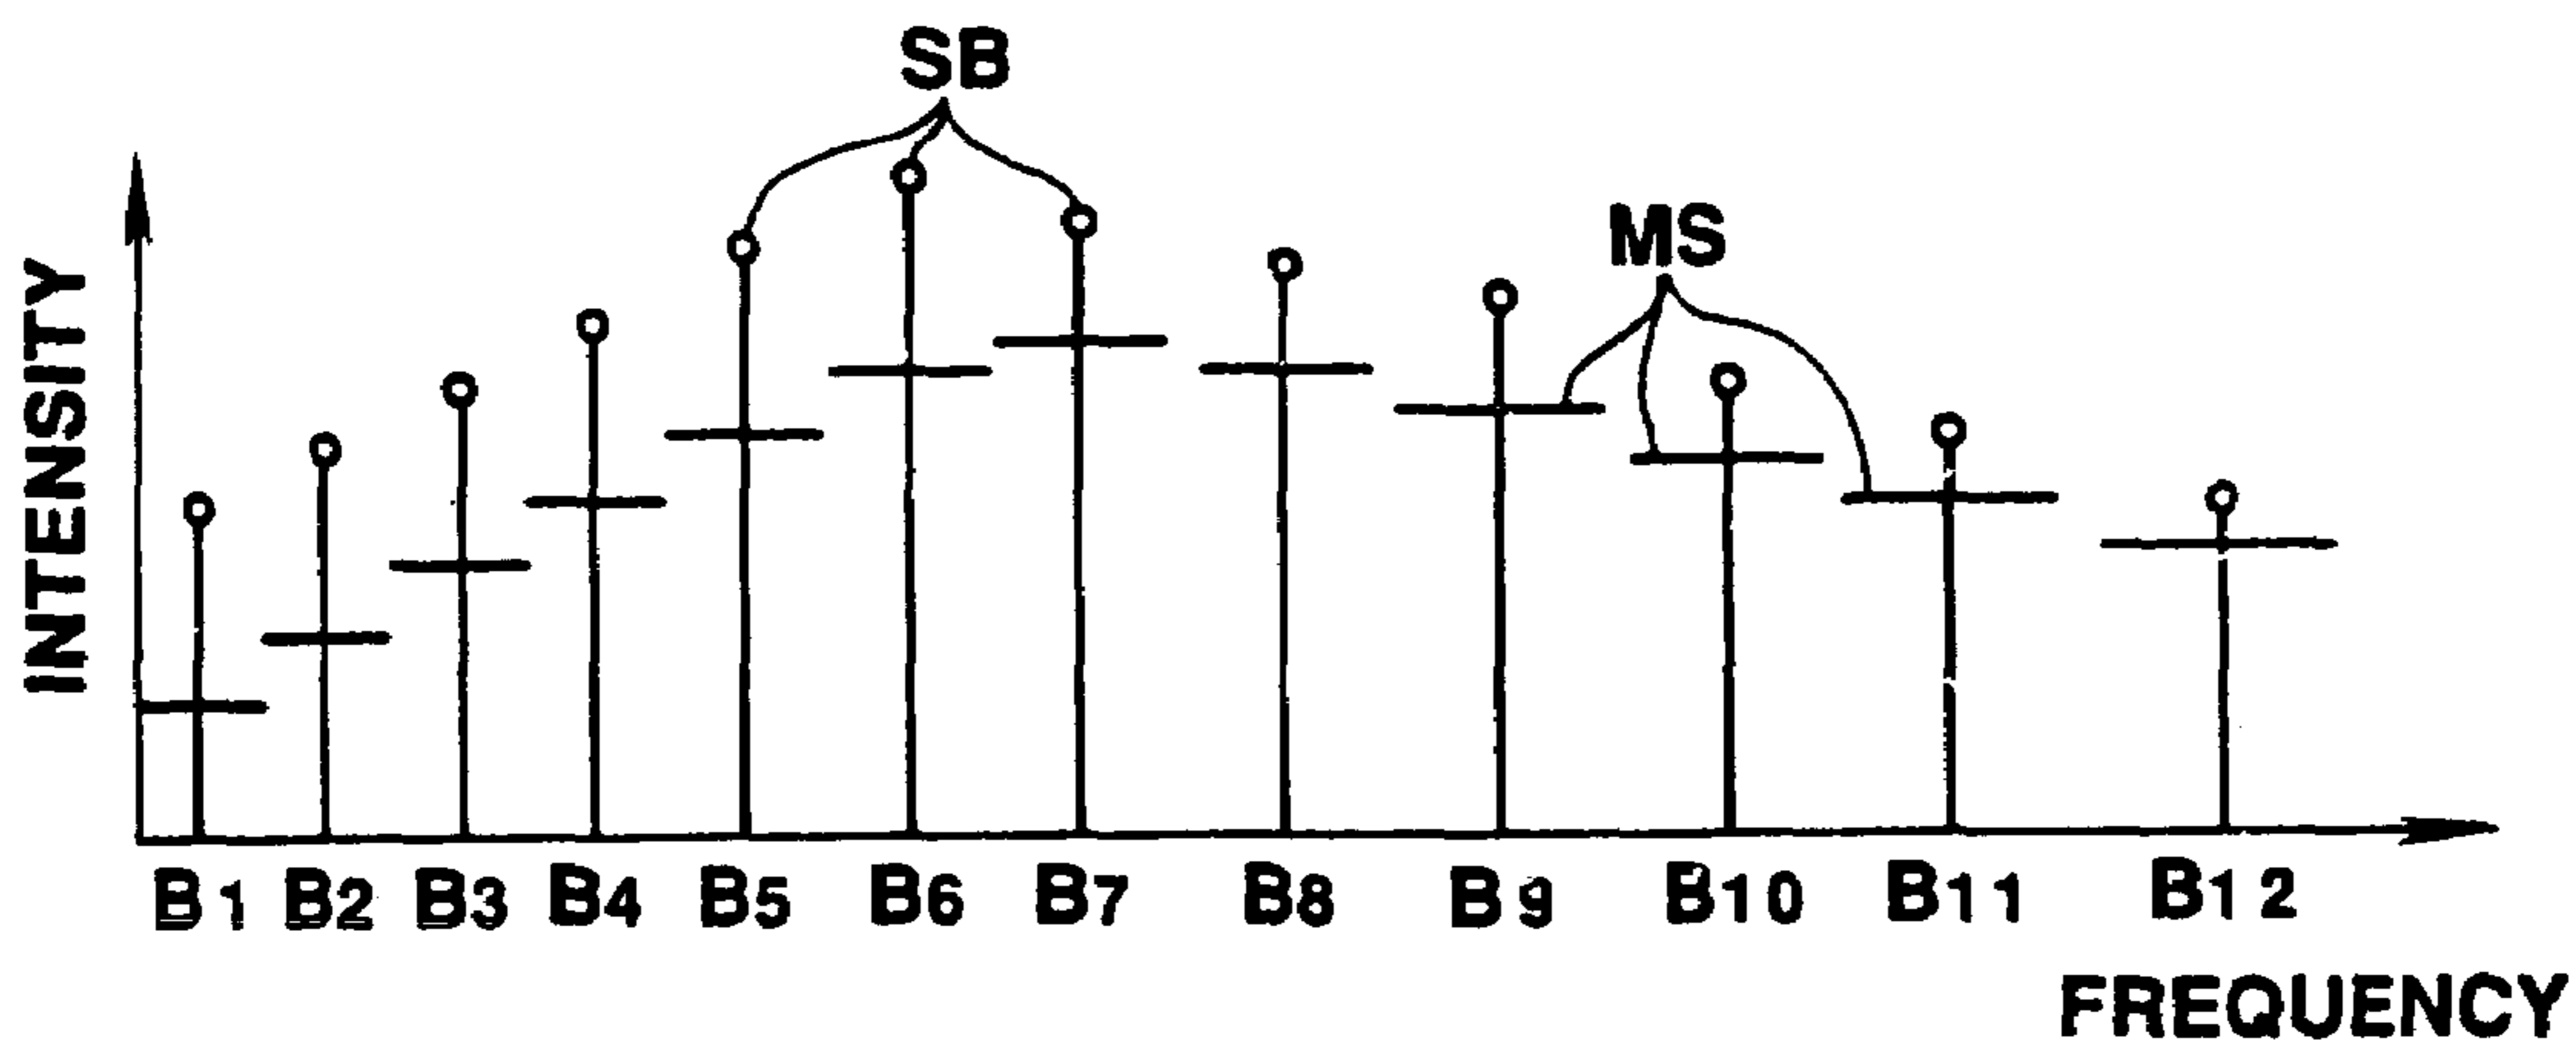 SB
MS
INTENSITY
B1 B2 B3 B4 B5 B6 B7 B8 B9 B10 B11 B12
FREQUENCY